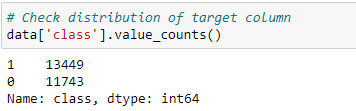 # Check distribution of target column
data['class'].value_counts()
1    13449
0    11743
Name: class, dtype: int64